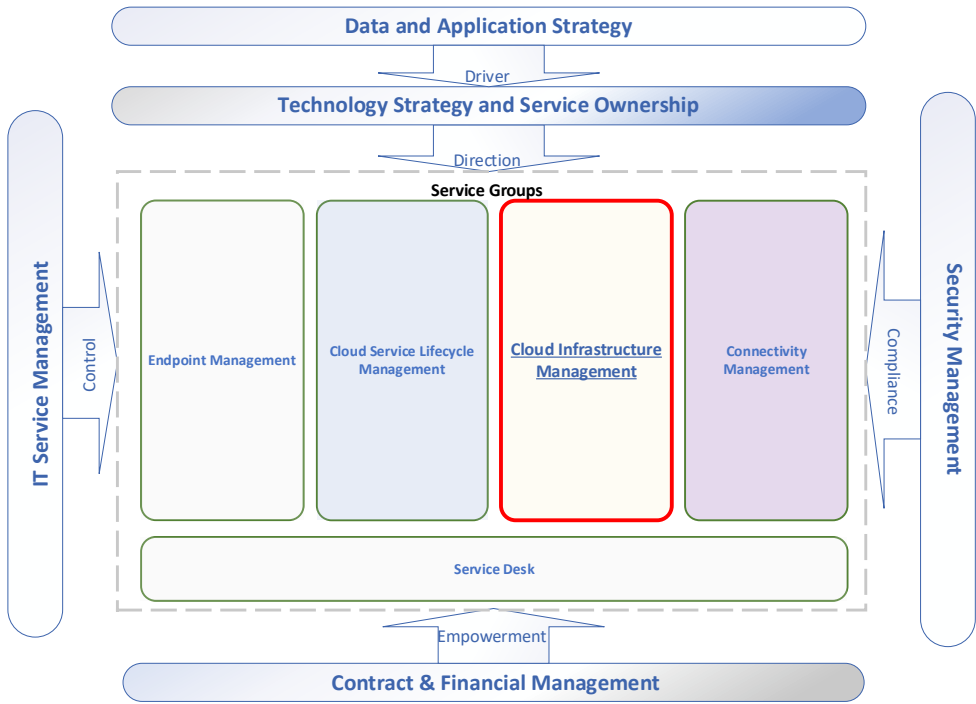 Data and Application Strategy
Driver
Technology Strategy and Service Ownership
Direction
Service Groups
IT Service Management
Control
Endpoint Management
Cloud Service Lifecycle
Management
Cloud Infrastructure
Management
Connectivity
Management
Compliance
Security Management
Service Desk
Empowerment
Contract & Financial Management